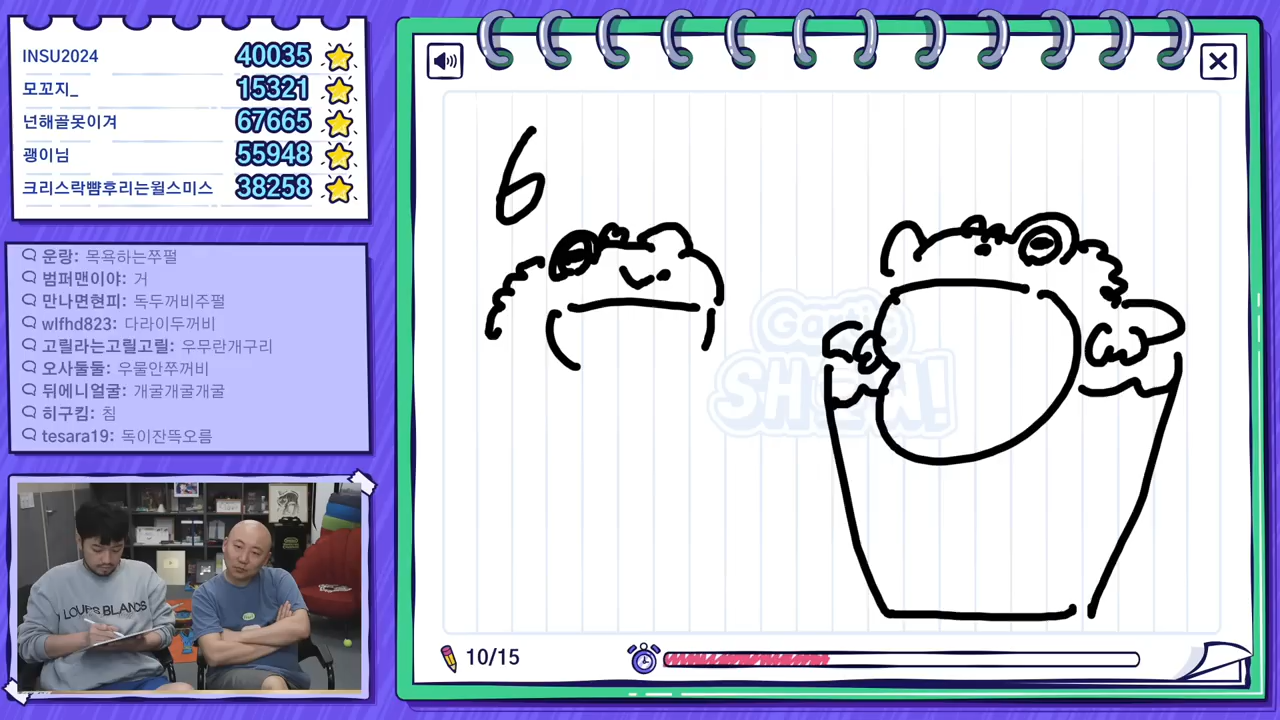 INSU2024 40035
모꼬지_ 15321
넌해골못이겨 67665
괭이님 55948
크리스락뺨후리는윌스미스 38258
운랑: 목욕하는쭈펄
범퍼맨이야: 거
만나면현피: 독두꺼비주펄
wlfhd823: 다라이두꺼비
고릴라는고릴고릴: 우무란개구리
오사둘둘: 우물안쭈꺼비
뒤에니얼굴: 개굴개굴개굴
히구킴: 침
tesara19: 독이잔뜩오름
LOUIS BLANCS
6
Gartic
SHOW!
10/15